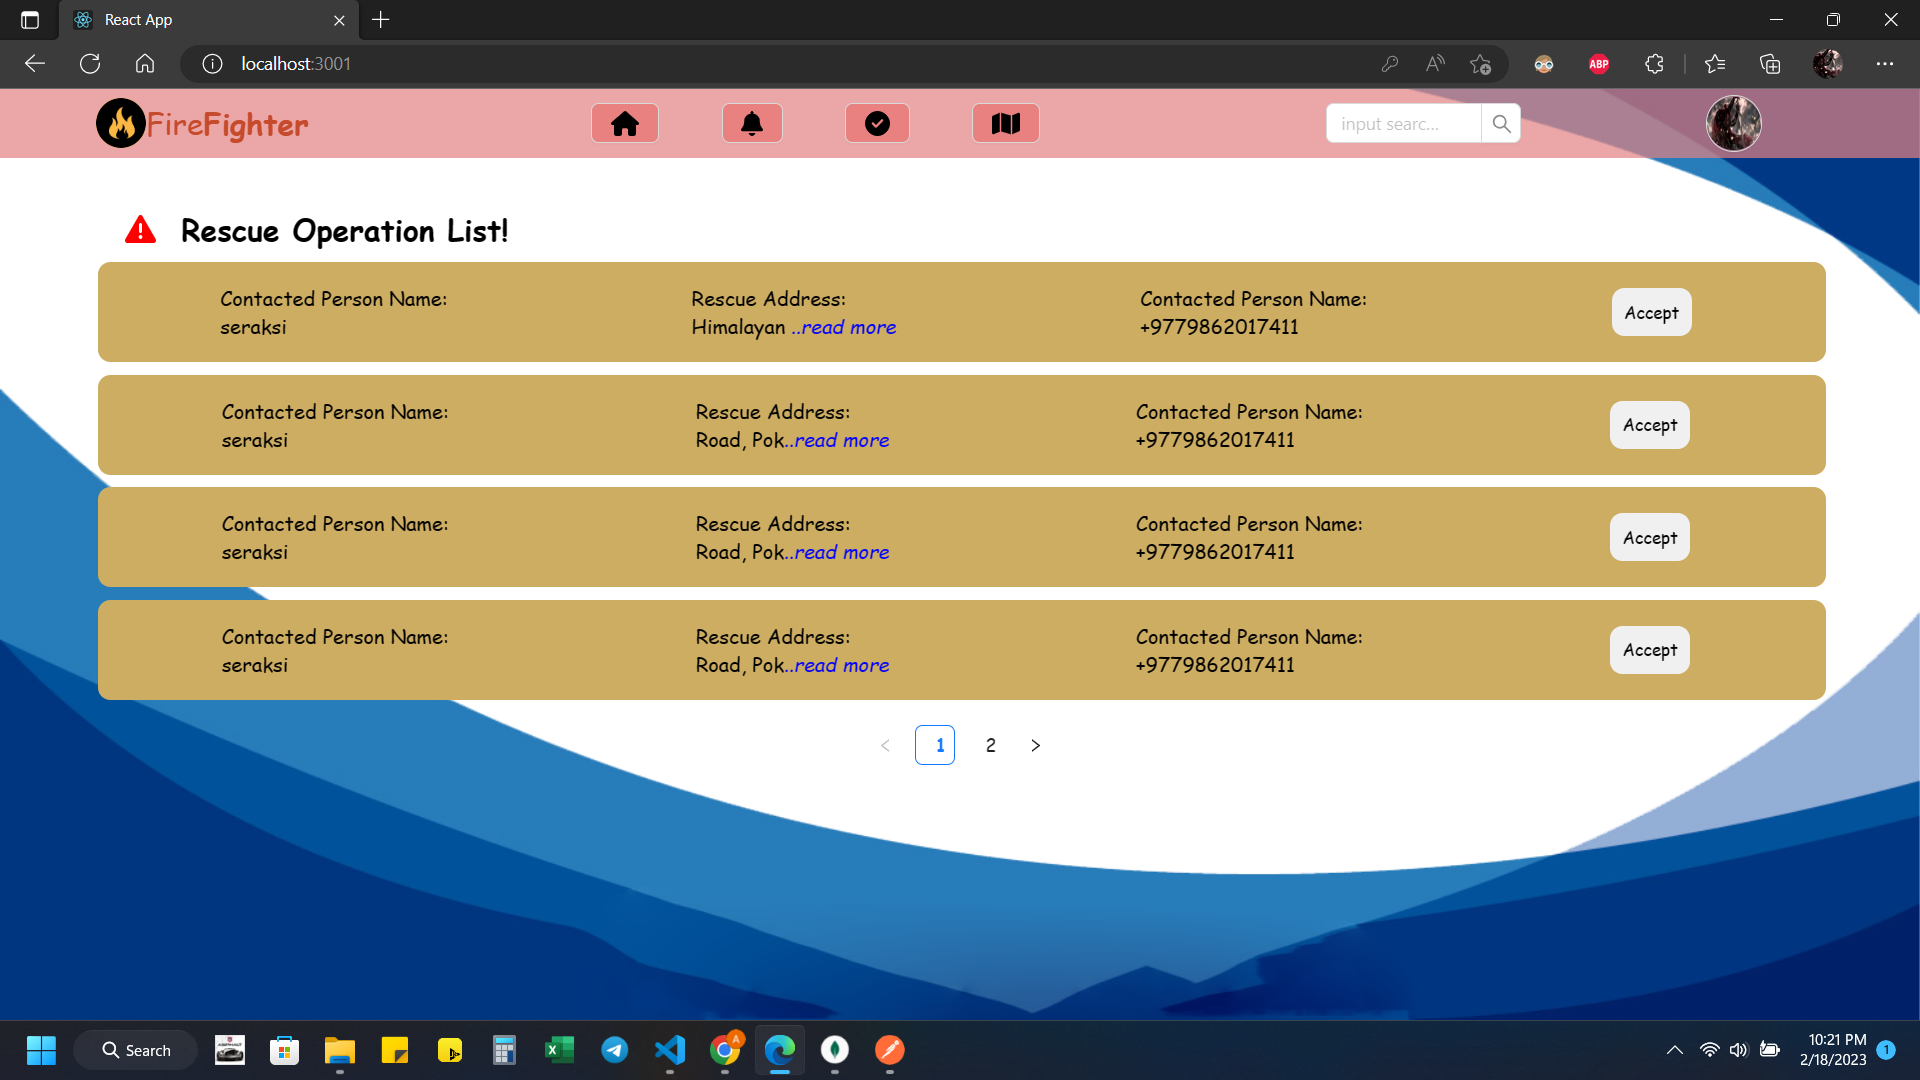 React App
localhost:3001
ABP
FireFighter
input searc...
Rescue Operation List!
Contacted Person Name:
seraksi
Rescue Address:
Himalayan ..read more
Contacted Person Name:
+9779862017411
Accept
Contacted Person Name:
seraksi
Rescue Address:
Road, Pok..read more
Contacted Person Name:
+9779862017411
Accept
Contacted Person Name:
seraksi
Rescue Address:
Road, Pok..read more
Contacted Person Name:
+9779862017411
Accept
Contacted Person Name:
seraksi
Rescue Address:
Road, Pok..read more
Contacted Person Name:
+9779862017411
Accept
< 1 2 >
Search
A
10:21 PM
2/18/2023
1